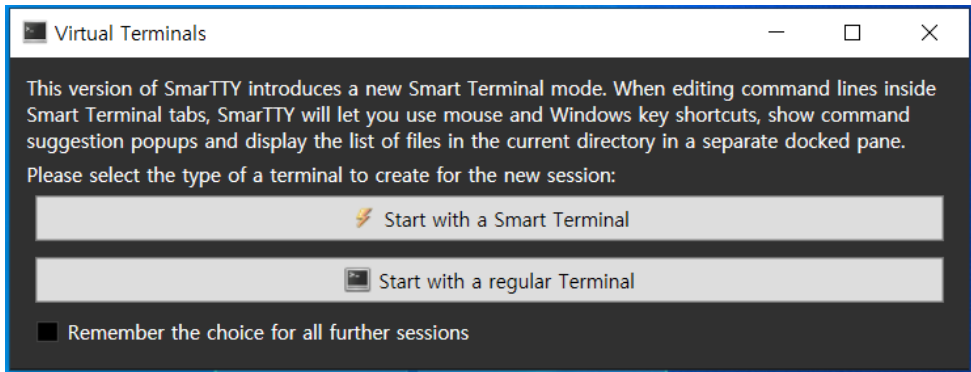 Virtual Terminals
This version of SmarTTY introduces a new Smart Terminal mode. When editing command lines inside
Smart Terminal tabs, SmarTTY will let you use mouse and Windows key shortcuts, show command
suggestion popups and display the list of files in the current directory in a separate docked pane.
Please select the type of a terminal to create for the new session:
Start with a Smart Terminal
Start with a regular Terminal
Remember the choice for all further sessions